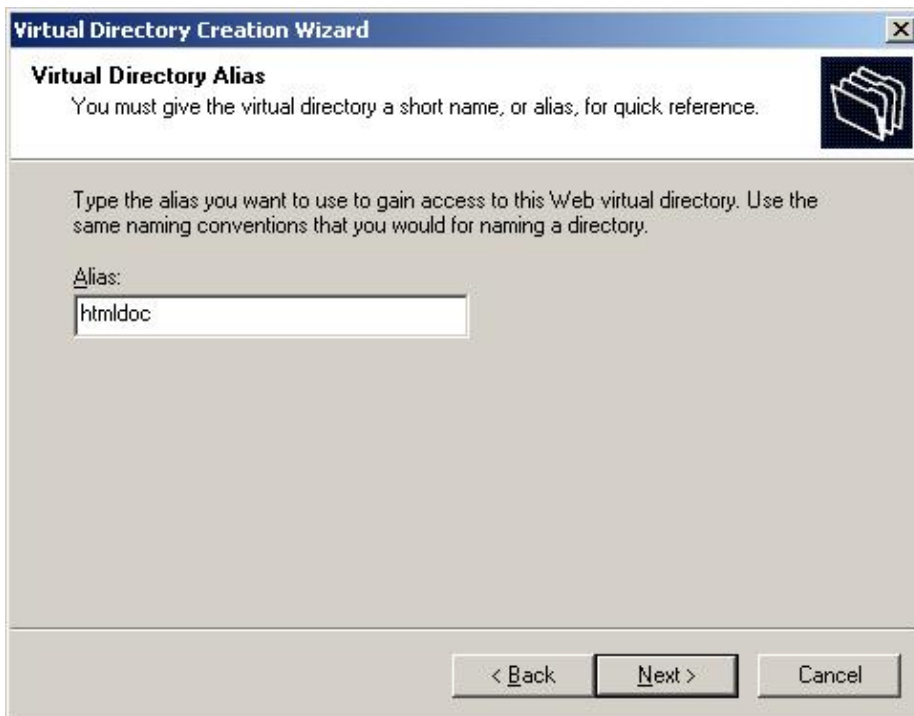 Virtual Directory Creation Wizard
Virtual Directory Alias
You must give the virtual directory a short name, or alias, for quick reference.
Type the alias you want to use to gain access to this Web virtual directory. Use the
same naming conventions that you would for naming a directory.
Alias:
htmldoc
< Back Next > Cancel